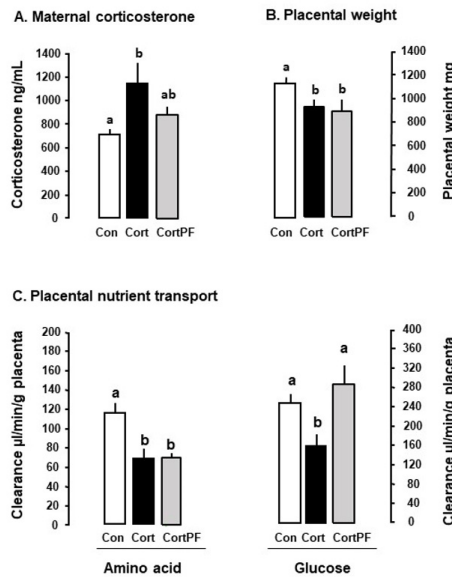 A. Maternal corticosterone
Corticosterone ng/mL
1400
1200
1000
800
600
400
200
0
a
b
ab
Con Cort CortPF
B. Placental weight
a
b
b
1400
1200
1000
800
600
400
200
0
Placental weight mg
Con Cort CortPF
C. Placental nutrient transport
Clearance µl/min/g placenta
200
180
160
140
120
100
80
60
40
20
0
a
b
b
Con Cort CortPF
Amino acid
a
b
a
400
360
320
280
240
200
160
120
80
40
0
Clearance µl/min/g placenta
Con Cort CortPF
Glucose